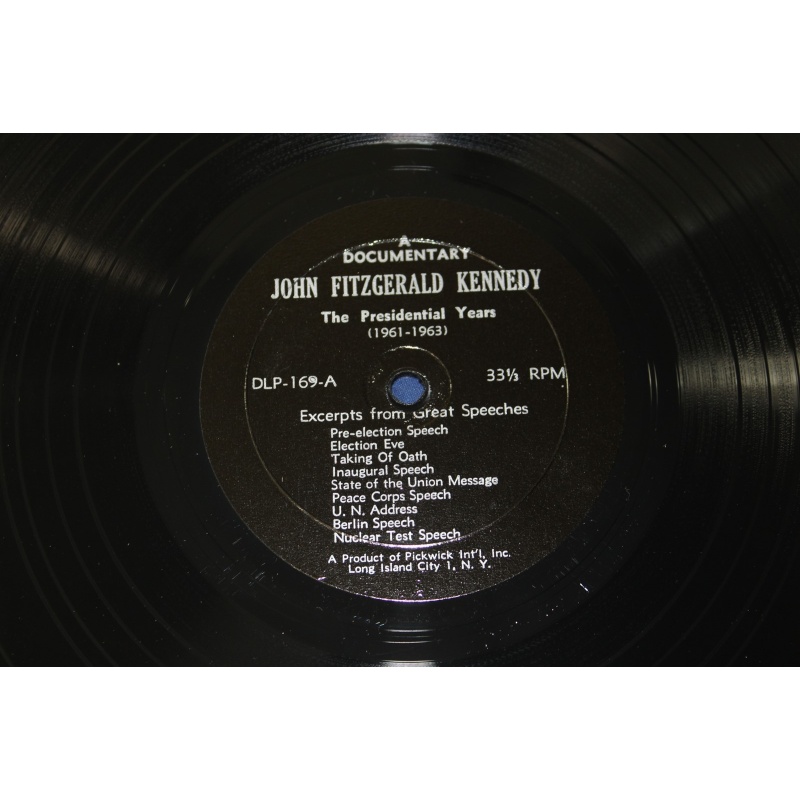 A
DOCUMENTARY
JOHN FITZGERALD KENNEDY
The Presidential Years
(1961-1963)
DLP-169-A 33⅓ RPM
Excerpts from Great Speeches
Pre-election Speech
Election Eve
Taking Of Oath
Inaugural Speech
State of the Union Message
Peace Corps Speech
U. N. Address
Berlin Speech
Nuclear Test Speech
A Product of Pickwick Int'l, Inc.
Long Island City 1, N. Y.